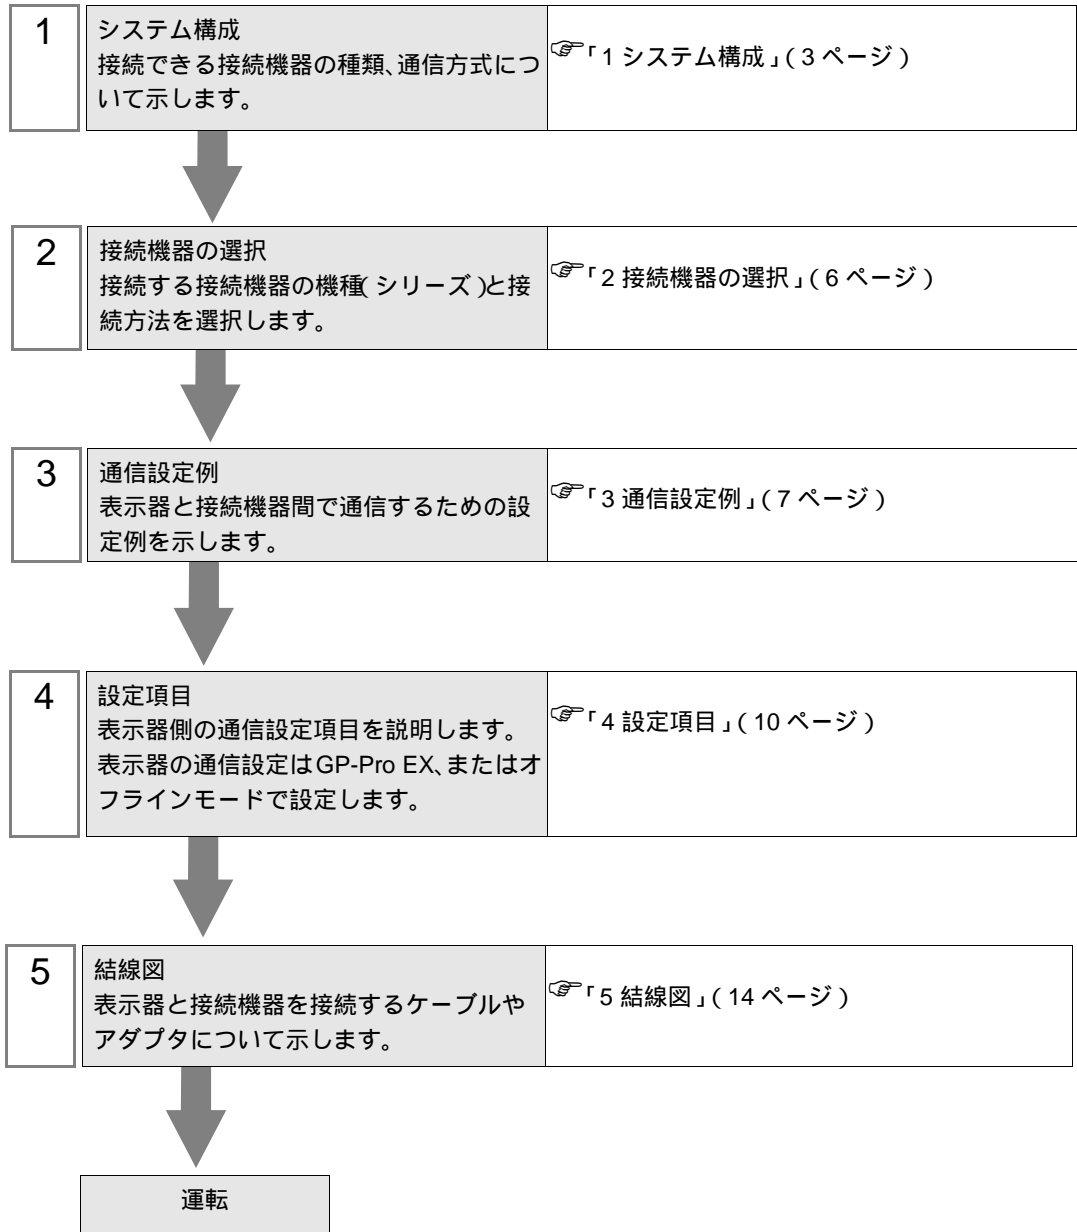 1
システム構成
接続できる接続機器の種類、通信方式につ
いて示します。
☞「1 システム構成」(3 ページ)
2
接続機器の選択
接続する接続機器の機種(シリーズ)と接
続方法を選択します。
☞「2 接続機器の選択」(6 ページ)
3
通信設定例
表示器と接続機器間で通信するための設
定例を示します。
☞「3 通信設定例」(7 ページ)
4
設定項目
表示器側の通信設定項目を説明します。
表示器の通信設定はGP-Pro EX、またはオ
フラインモードで設定します。
☞「4 設定項目」(10 ページ)
5
結線図
表示器と接続機器を接続するケーブルや
アダプタについて示します。
☞「5 結線図」(14 ページ)
運転